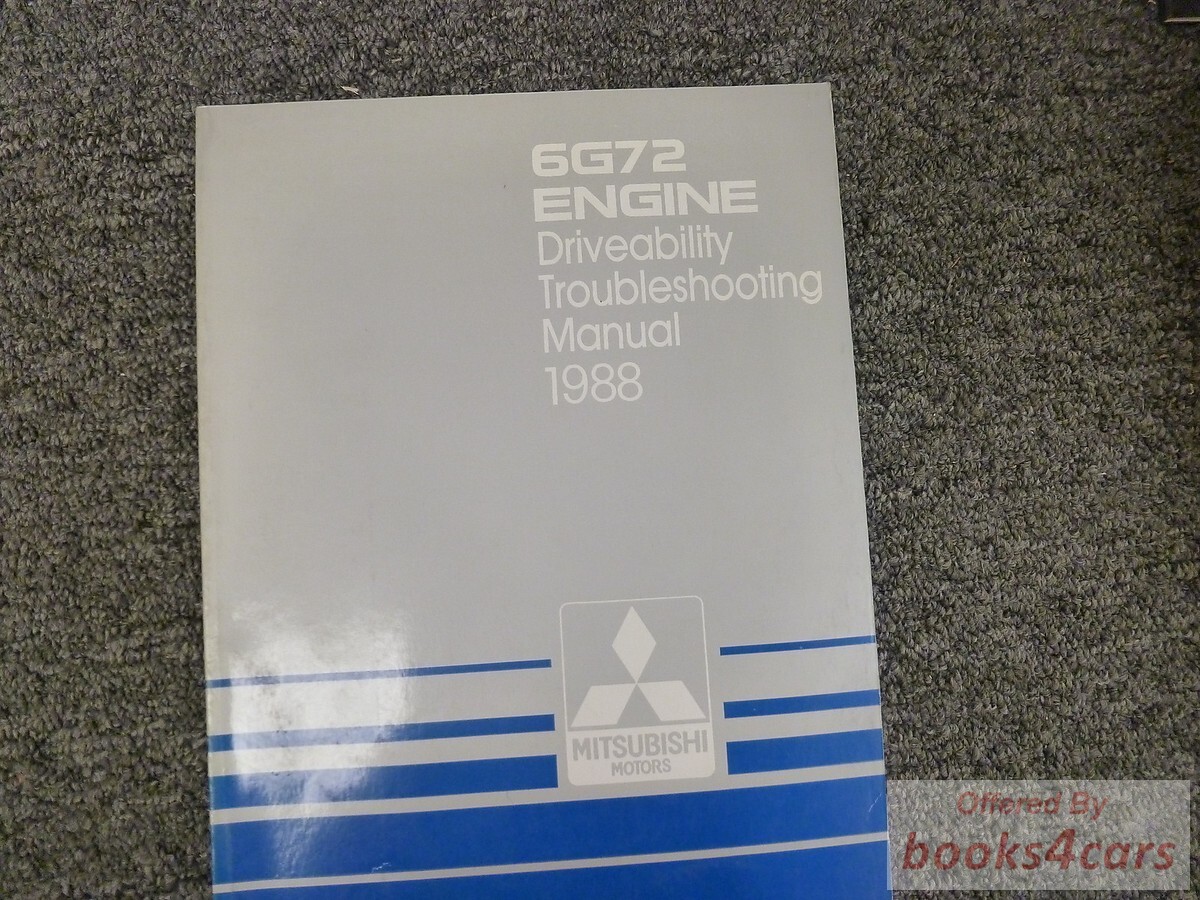 6G72
ENGINE
Driveability
Troubleshooting
Manual
1988
MITSUBISHI
MOTORS
Offered By
books4cars